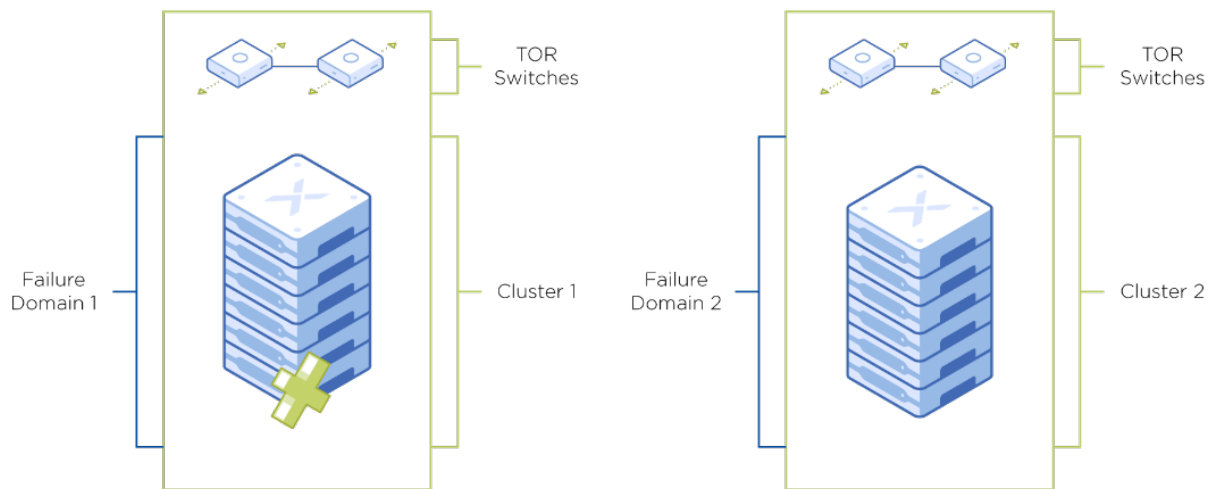 TOR
Switches
Failure
Domain 1
Cluster 1
TOR
Switches
Failure
Domain 2
Cluster 2